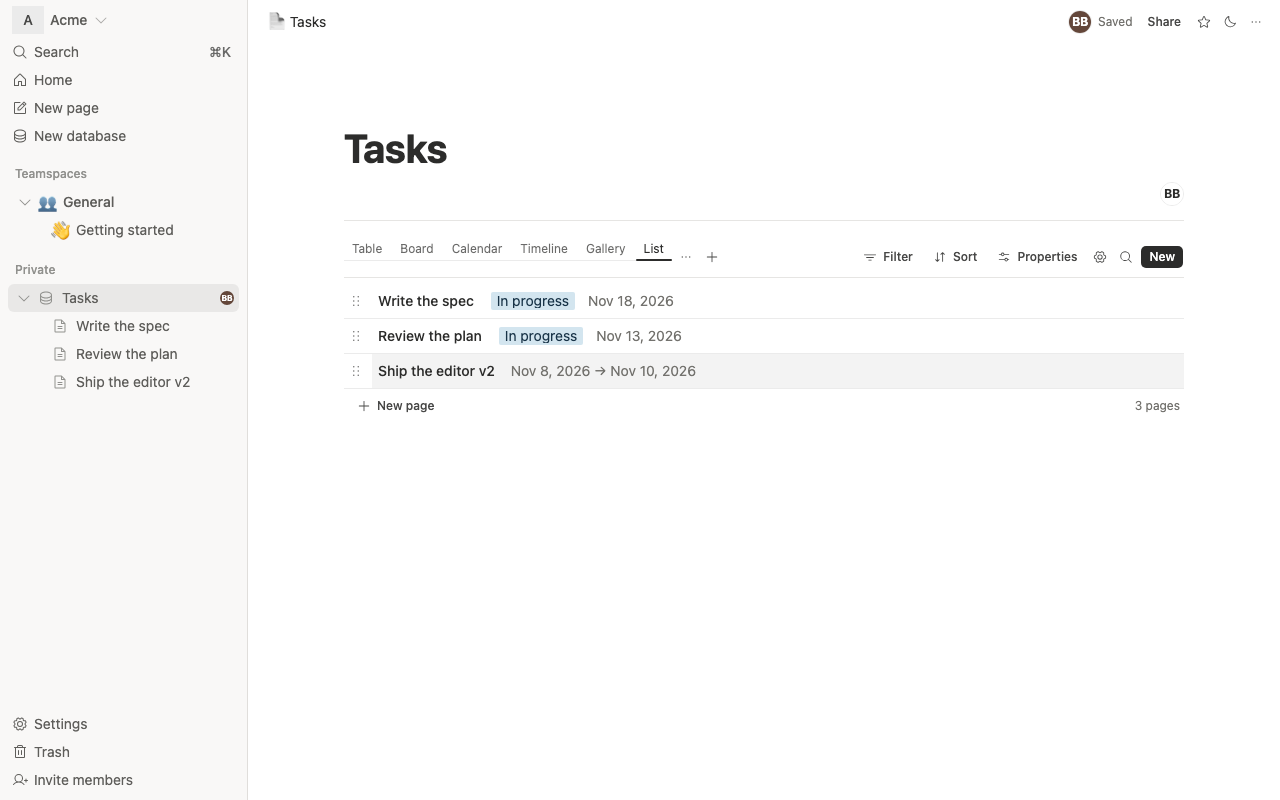 A Acme
Search ⌘K
Home
New page
New database
Teamspaces
General
Getting started
Private
Tasks BB
Write the spec
Review the plan
Ship the editor v2
Settings
Trash
Invite members
Tasks
BB Saved Share
Tasks
BB
Table Board Calendar Timeline Gallery List
Filter Sort Properties New
Write the spec In progress Nov 18, 2026
Review the plan In progress Nov 13, 2026
Ship the editor v2 Nov 8, 2026 → Nov 10, 2026
New page 3 pages